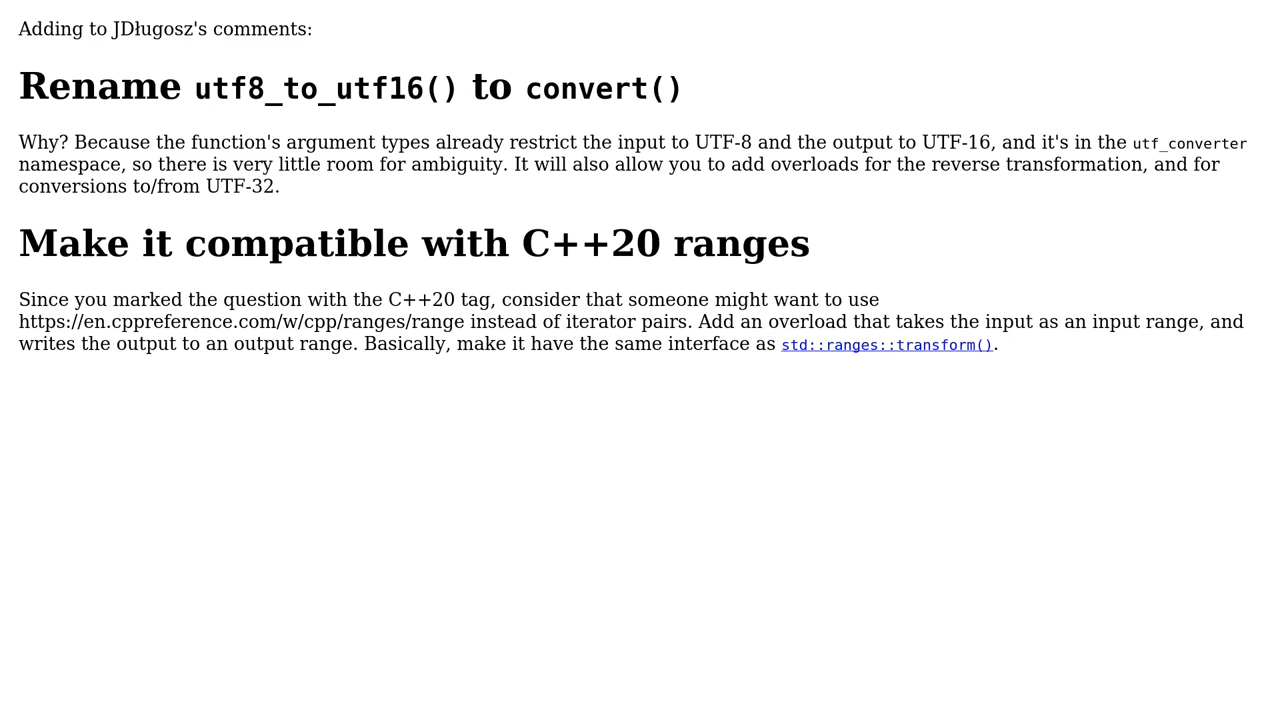 Adding to JDługosz's comments:
Rename utf8_to_utf16() to convert()
Why? Because the function's argument types already restrict the input to UTF-8 and the output to UTF-16, and it's in the utf_converter
namespace, so there is very little room for ambiguity. It will also allow you to add overloads for the reverse transformation, and for
conversions to/from UTF-32.
Make it compatible with C++20 ranges
Since you marked the question with the C++20 tag, consider that someone might want to use
https://en.cppreference.com/w/cpp/ranges/range instead of iterator pairs. Add an overload that takes the input as an input range, and
writes the output to an output range. Basically, make it have the same interface as std::ranges::transform().